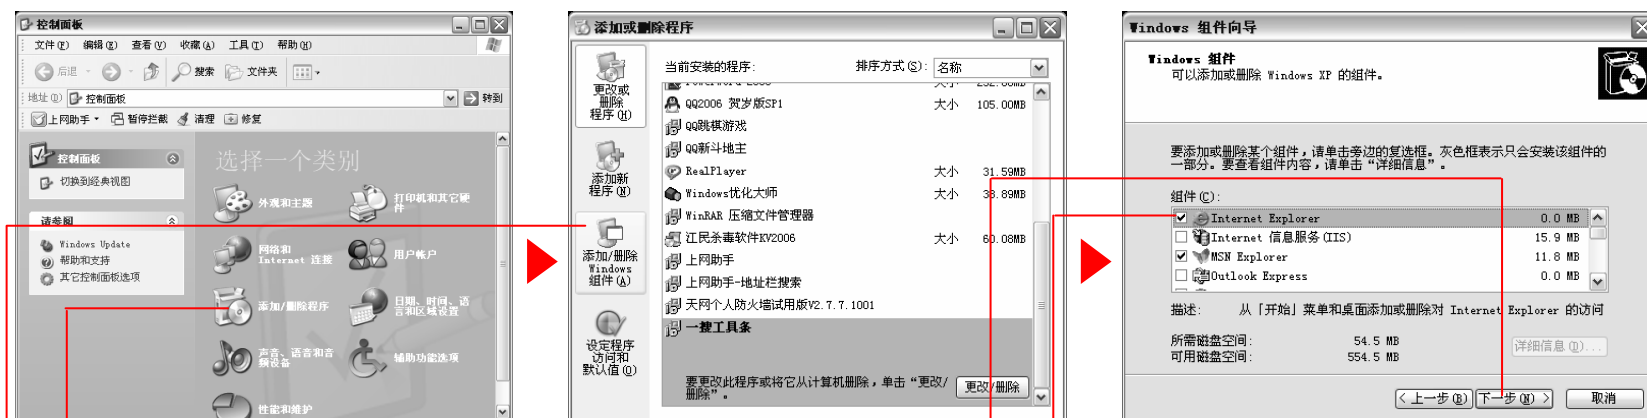 控制面板
文件(F) 编辑(E) 查看(V) 收藏(A) 工具(T) 帮助(H)
后退 搜索 文件夹
地址(D) 控制面板 转到
上网助手 暂停拦截 清理 修复
控制面板
切换到经典视图
请参阅
Windows Update
帮助和支持
其它控制面板选项
选择一个类别
外观和主题
打印机和其它硬
件
网络和
Internet 连接
用户帐户
添加/删除程序
日期、时间、语
言和区域设置
声音、语音和音
频设备
辅助功能选项
性能和维护
添加或删除程序
更改或
删除
程序(H)
添加新
程序(N)
添加/删除
Windows
组件(A)
设定程序
访问和
默认值(O)
当前安装的程序: 排序方式(S): 名称
QQ2006 贺岁版SP1 大小 105.00MB
QQ跳棋游戏
QQ新斗地主
RealPlayer 大小 31.59MB
Windows优化大师 大小 38.89MB
WinRAR 压缩文件管理器
江民杀毒软件KV2006 大小 60.08MB
上网助手
上网助手-地址栏搜索
天网个人防火墙试用版V2.7.7.1001
一搜工具条
要更改此程序或将它从计算机删除，单击“更改/
删除”。
更改/删除
Windows 组件向导
Windows 组件
可以添加或删除 Windows XP 的组件。
要添加或删除某个组件，请单击旁边的复选框。灰色框表示只会安装该组件的
一部分。要查看组件内容，请单击“详细信息”。
组件(C):
Internet Explorer 0.0 MB
Internet 信息服务(IIS) 15.9 MB
MSN Explorer 11.8 MB
Outlook Express 0.0 MB
描述: 从「开始」菜单和桌面添加或删除对 Internet Explorer 的访问
所需磁盘空间: 54.5 MB
可用磁盘空间: 554.5 MB
详细信息(D)...
< 上一步(B) 下一步(N) > 取消